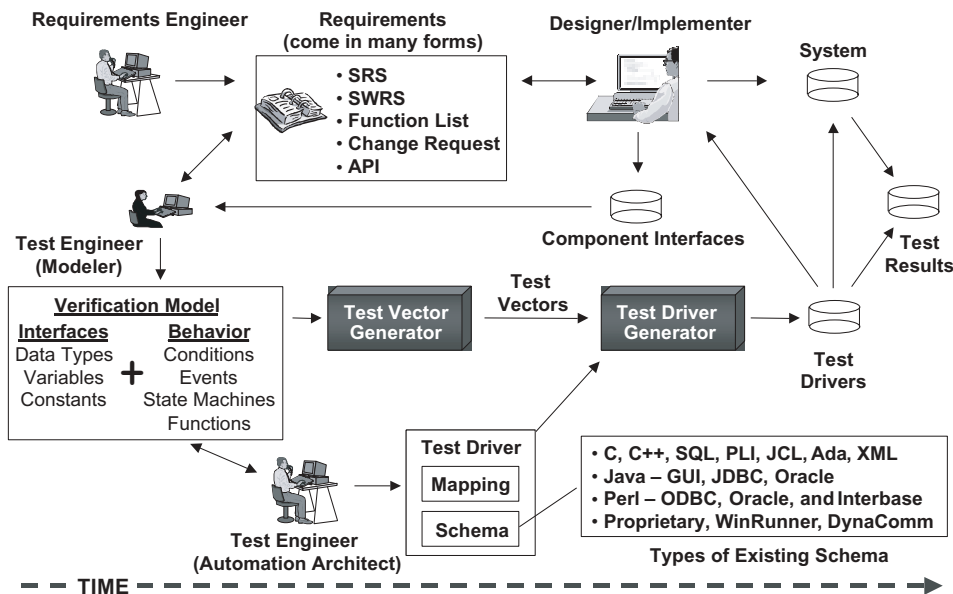 Requirements Engineer
Requirements
(come in many forms)
• SRS
• SWRS
• Function List
• Change Request
• API
Designer/Implementer
System
Test Engineer
(Modeler)
Component Interfaces
Test
Results
Verification Model
Interfaces
Data Types
Variables
Constants
+
Behavior
Conditions
Events
State Machines
Functions
Test Vector
Generator
Test
Vectors
Test Driver
Generator
Test
Drivers
Test Engineer
(Automation Architect)
Test Driver
Mapping
Schema
• C, C++, SQL, PLI, JCL, Ada, XML
• Java – GUI, JDBC, Oracle
• Perl – ODBC, Oracle, and Interbase
• Proprietary, WinRunner, DynaComm
Types of Existing Schema
TIME